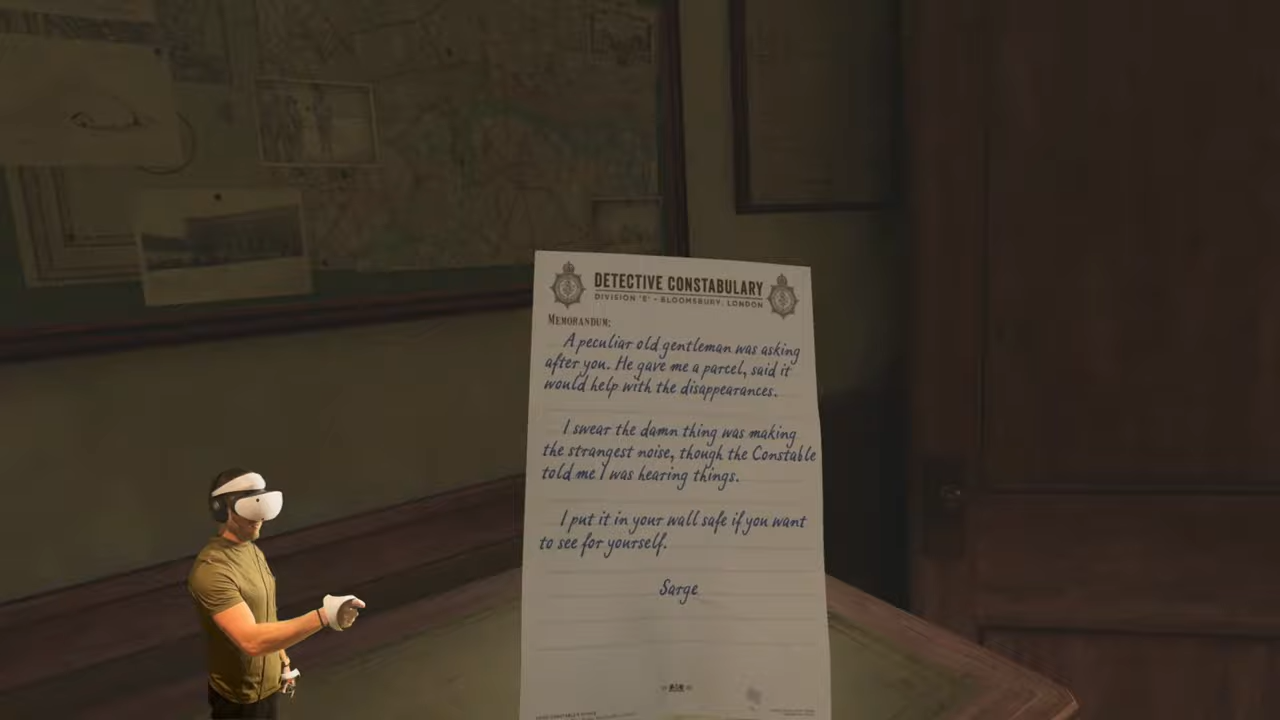 DETECTIVE CONSTABULARY
DIVISION 'E' - BLOOMSBURY, LONDON
MEMORANDUM:
A peculiar old gentleman was asking
after you. He gave me a parcel, said it
would help with the disappearances.
I swear the damn thing was making
the strangest noise, though the Constable
told me I was hearing things.
I put it in your wall safe if you want
to see for yourself.
Sarge